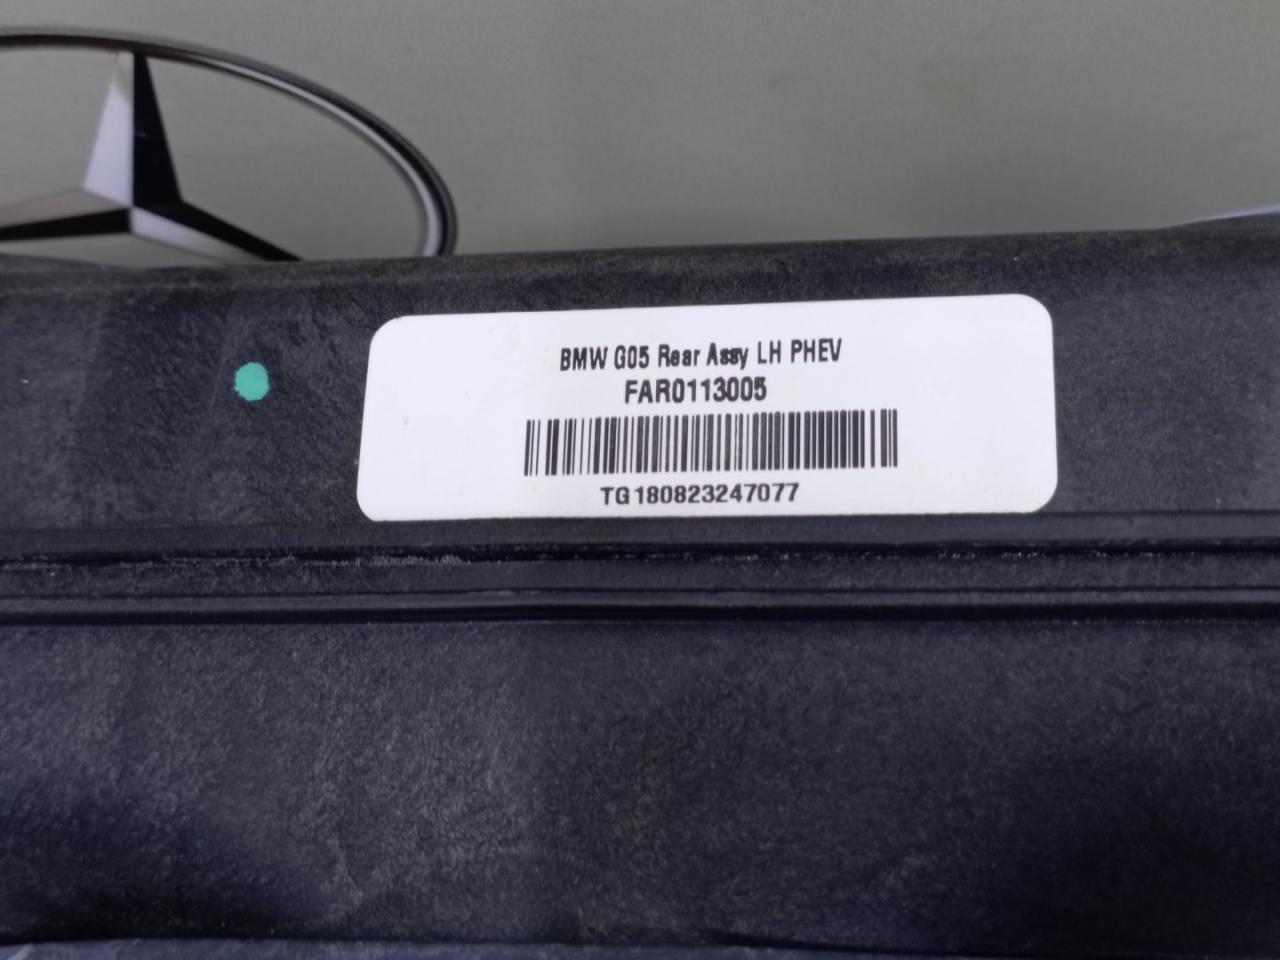 BMW G05 Rear Assy LH PHEV
FAR0113005
TG180823247077